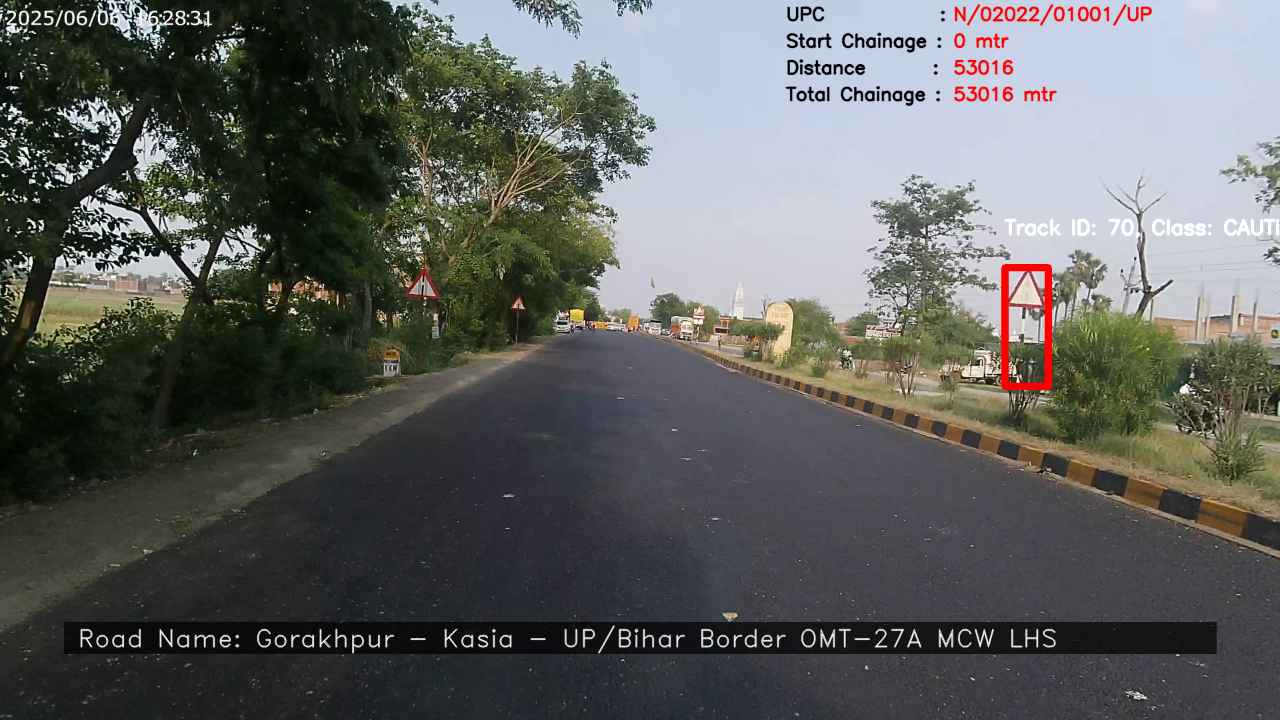 2025/06/06 16:28:31
UPC : N/02022/01001/UP
Start Chainage : 0 mtr
Distance : 53016
Total Chainage : 53016 mtr
Track ID: 70, Class: CAUTI
Road Name: Gorakhpur - Kasia - UP/Bihar Border OMT-27A MCW LHS